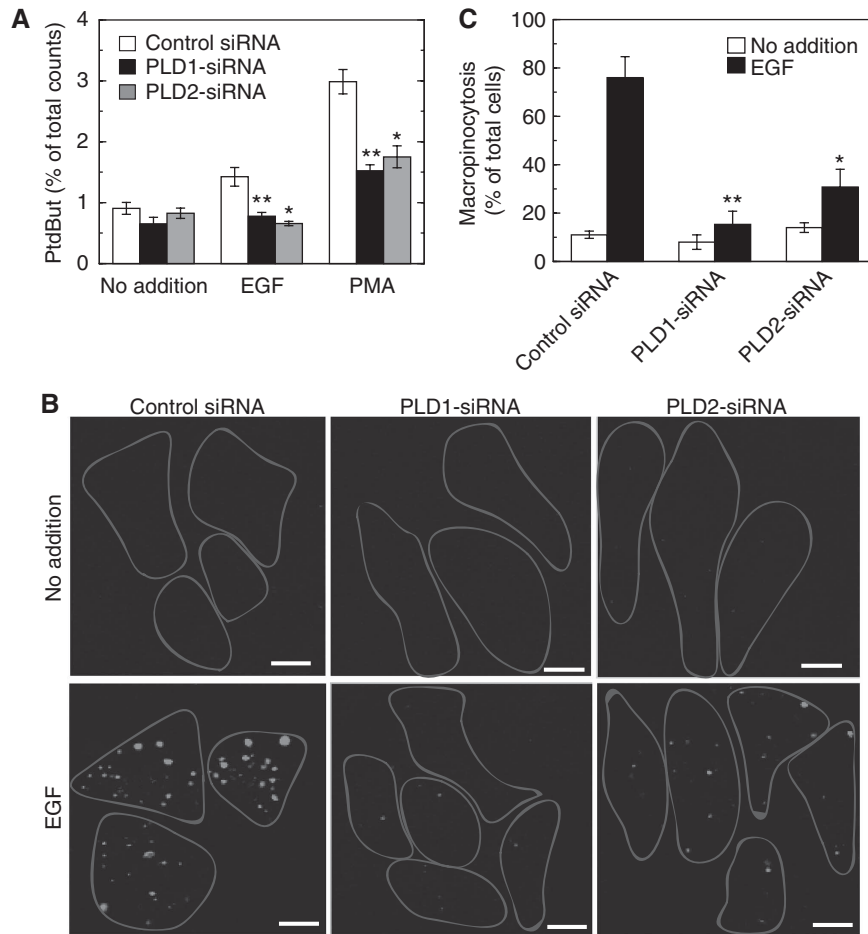 A
PtdBut (% of total counts)
4
3
2
1
0
Control siRNA
PLD1-siRNA
PLD2-siRNA
** *
** *
No addition EGF PMA
C
Macropinocytosis
(% of total cells)
100
80
60
40
20
0
No addition
EGF
**
*
Control siRNA
PLD1-siRNA
PLD2-siRNA
B
Control siRNA PLD1-siRNA PLD2-siRNA
No addition
EGF